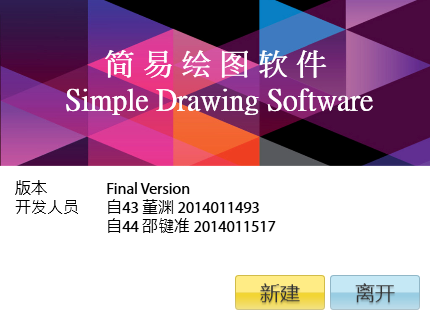 简易绘图软件
Simple Drawing Software
版本 Final Version
开发人员 自43 董渊 2014011493
自44 邵键准 2014011517
新建 离开